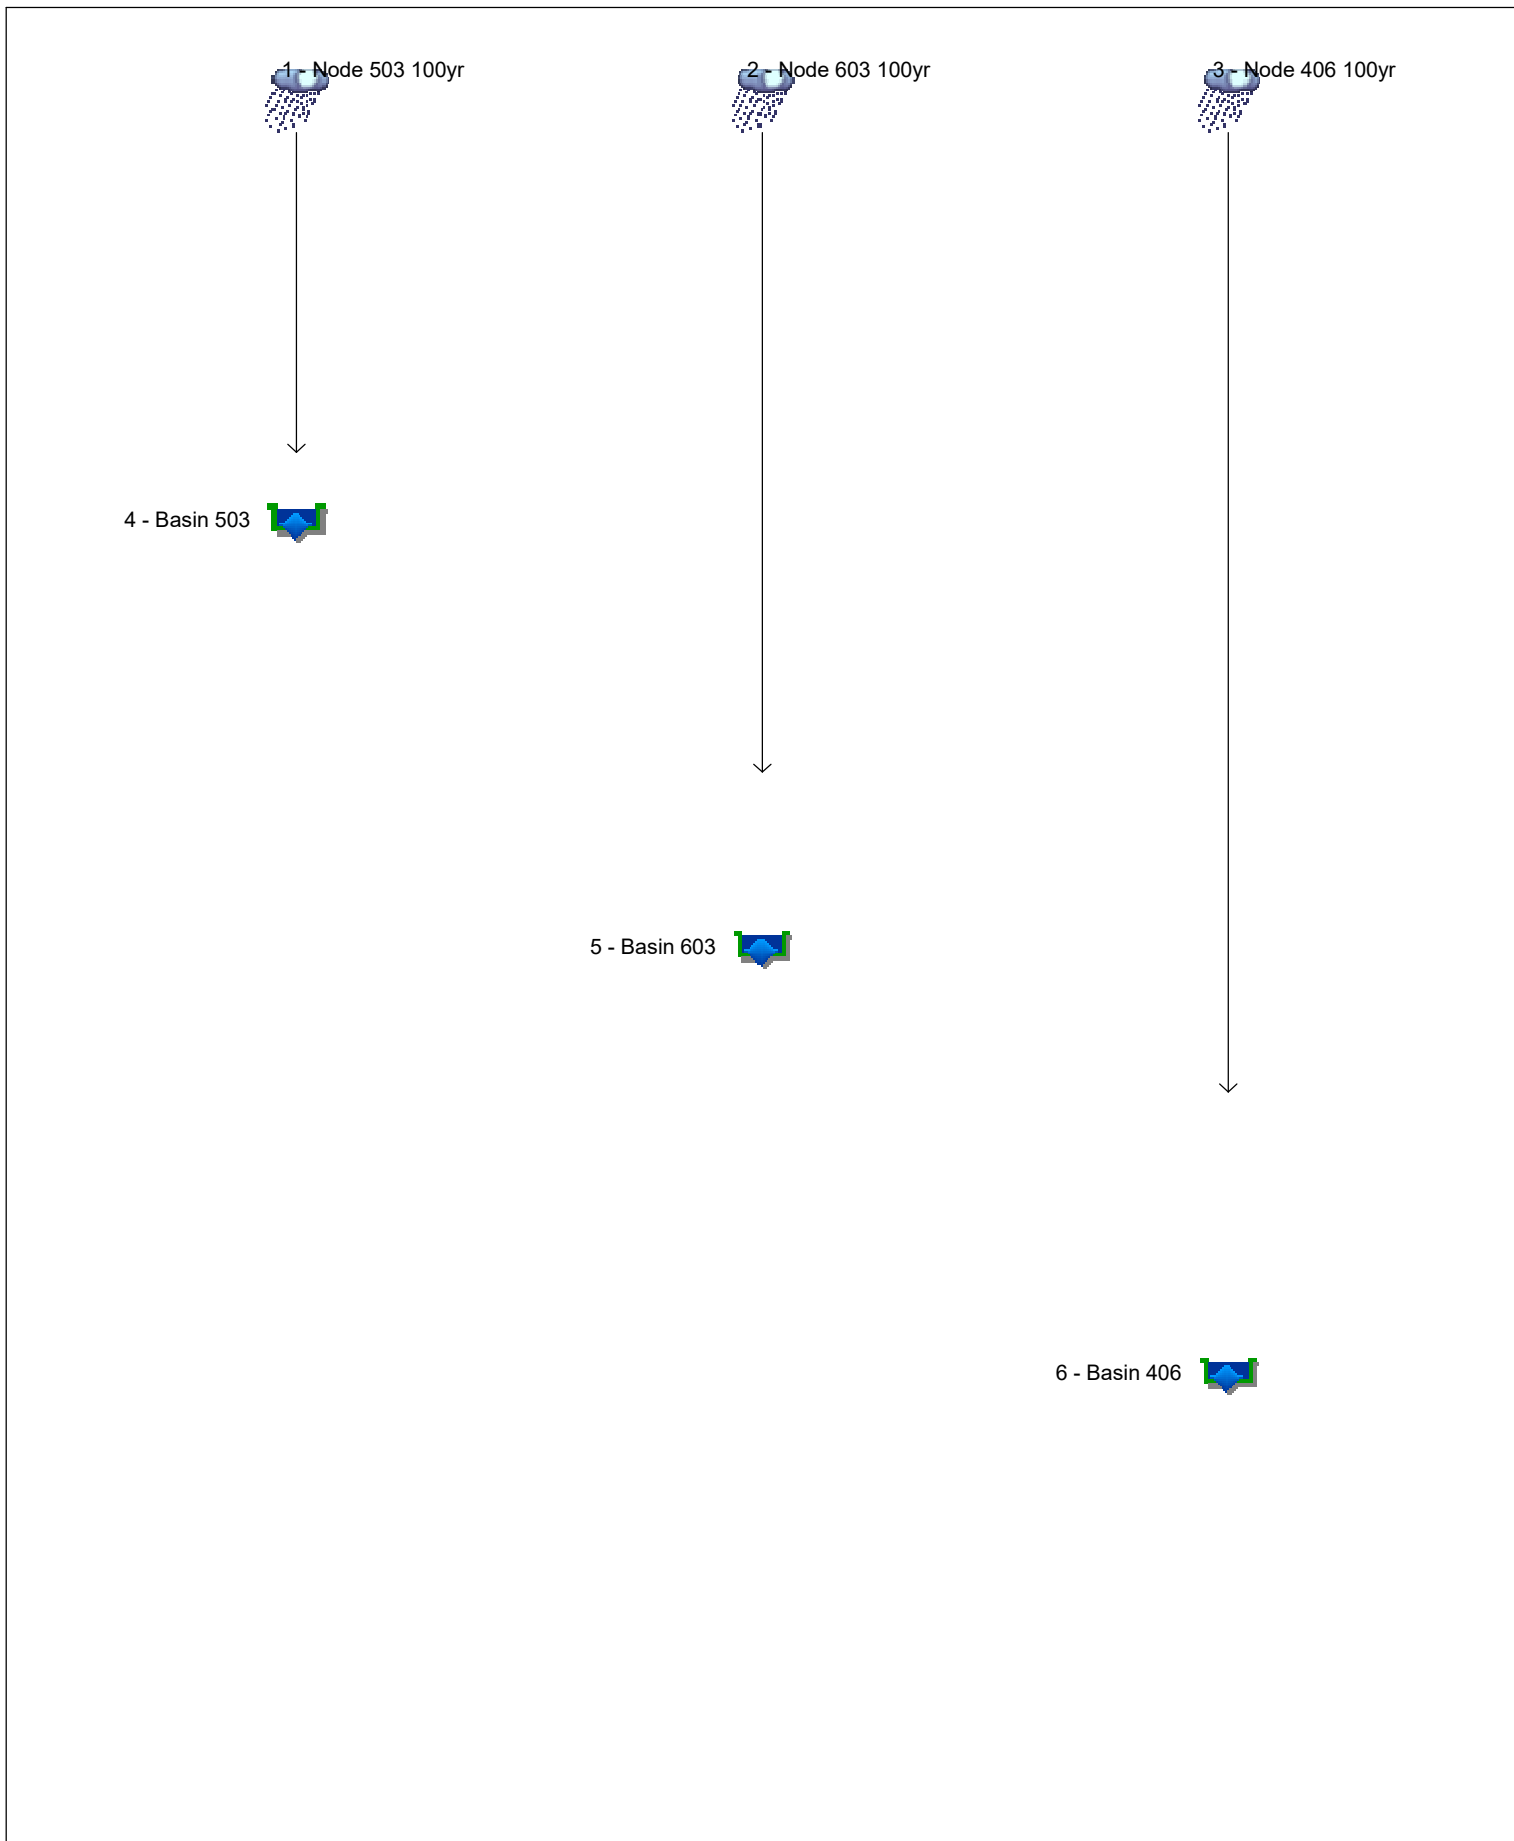 1 - Node 503 100yr
2 - Node 603 100yr
3 - Node 406 100yr
4 - Basin 503
5 - Basin 603
6 - Basin 406